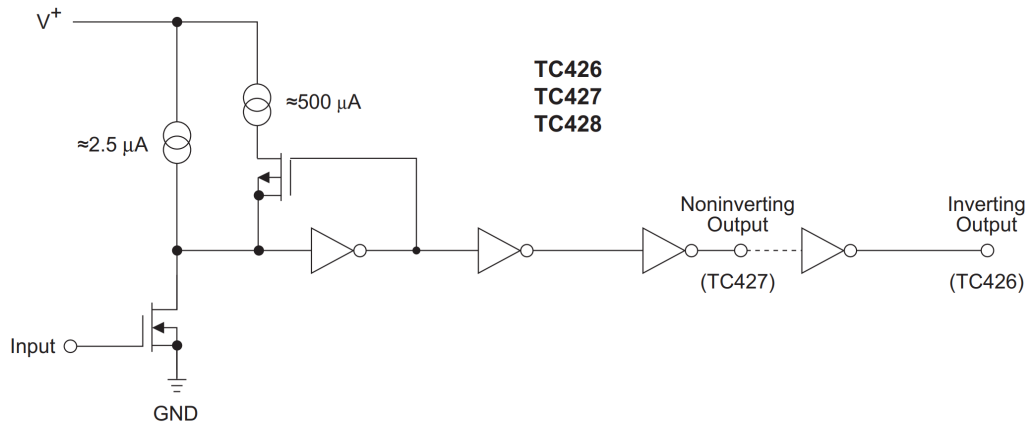 V+
≈500 μA
≈2.5 μA
TC426
TC427
TC428
Noninverting
Output
(TC427)
Inverting
Output
(TC426)
Input
GND